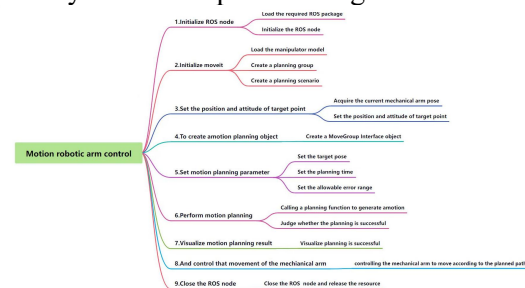 Motion robotic arm control
1.Initialize ROS node
Load the required ROS package
Initialize the ROS node
2.Initialize moveit
Load the manipulator model
Create a planning group
Create a planning scenario
3.Set the position and attitude of target point
Acquire the current mechanical arm pose
Set the position and attitude of target point
4.To create amotion planning object
Create a MoveGroup Interface object
5.Set motion planning parameter
Set the target pose
Set the planning time
Set the allowable error range
6.Perform motion planning
Calling a planning function to generate amotion
Judge whether the planning is successful
7.Visualize motion planning result
Visualize planning is successful
8.And control that movement of the mechianical arm
controlling the mechanical arm to move according to the planned path
9.Close the ROS node
Close the ROS node and release the resource